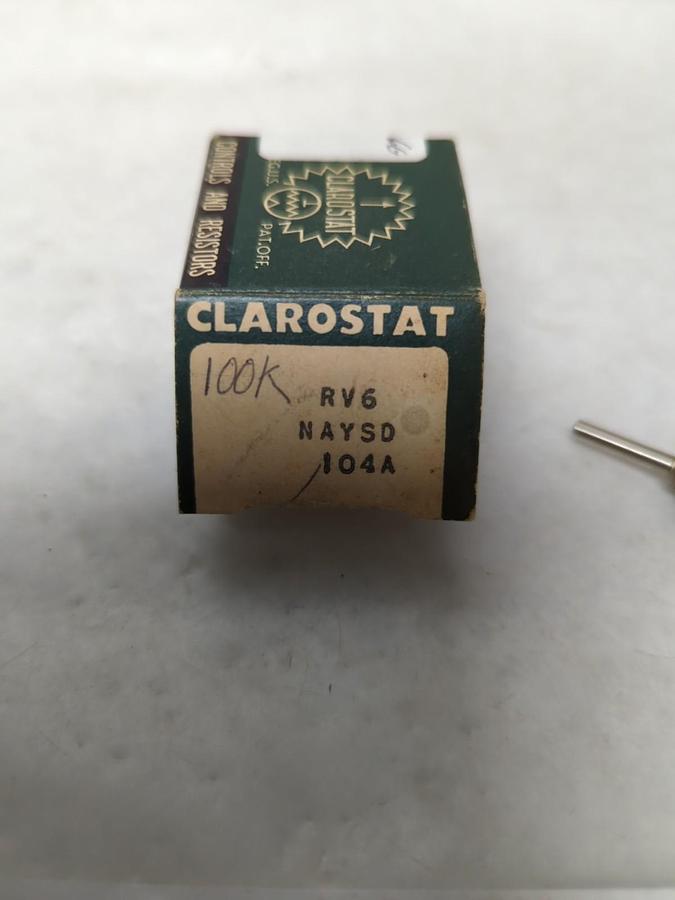 CONTROLS AND RESISTORS
CLAROSTAT
PAT.OFF.
CLAROSTAT
100K
RV6
NAYSD
104A